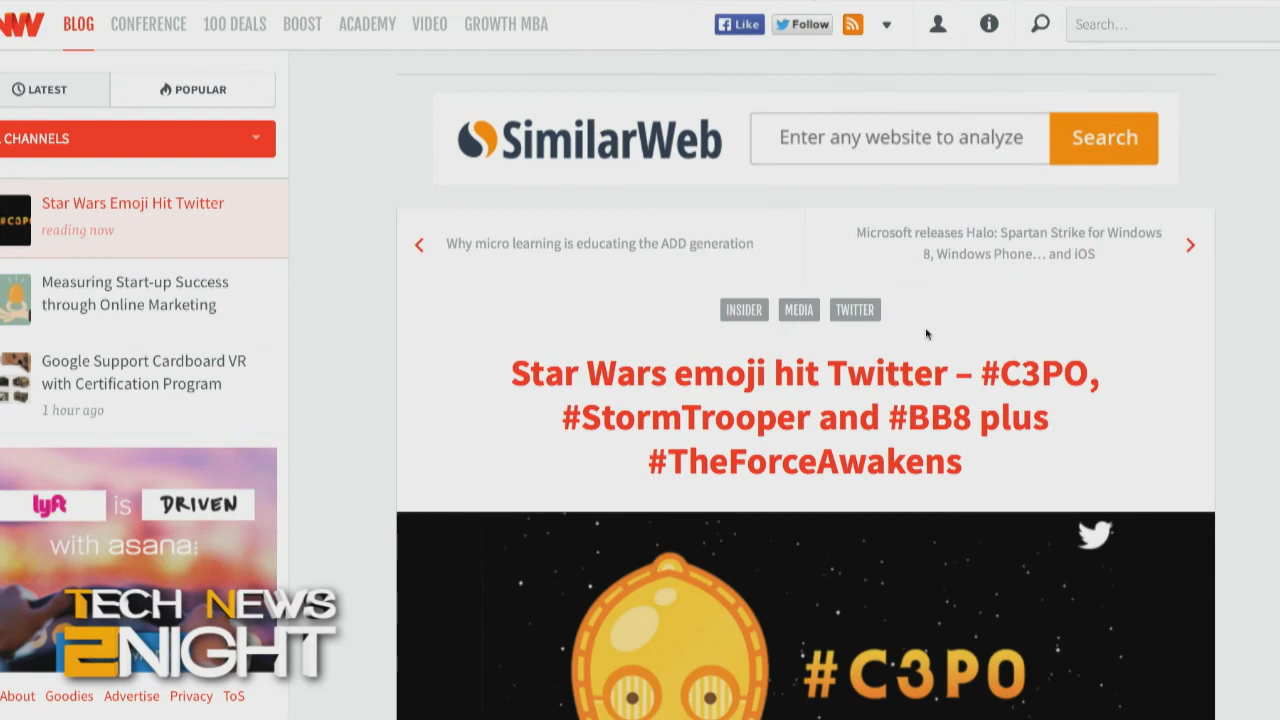 NW
BLOG
CONFERENCE
100 DEALS
BOOST
ACADEMY
VIDEO
GROWTH MBA
Like
Follow
Search...
LATEST
POPULAR
CHANNELS
#C3P
Star Wars Emoji Hit Twitter
reading now
Measuring Start-up Success
through Online Marketing
Google Support Cardboard VR
with Certification Program
1 hour ago
lyft is DRIVEN
with asana:
TECH NEWS
2NIGHT
About Goodies Advertise Privacy ToS
SimilarWeb
Enter any website to analyze
Search
Why micro learning is educating the ADD generation
Microsoft releases Halo: Spartan Strike for Windows
8, Windows Phone... and iOS
INSIDER
MEDIA
TWITTER
Star Wars emoji hit Twitter – #C3PO,
#StormTrooper and #BB8 plus
#TheForceAwakens
#C3PO